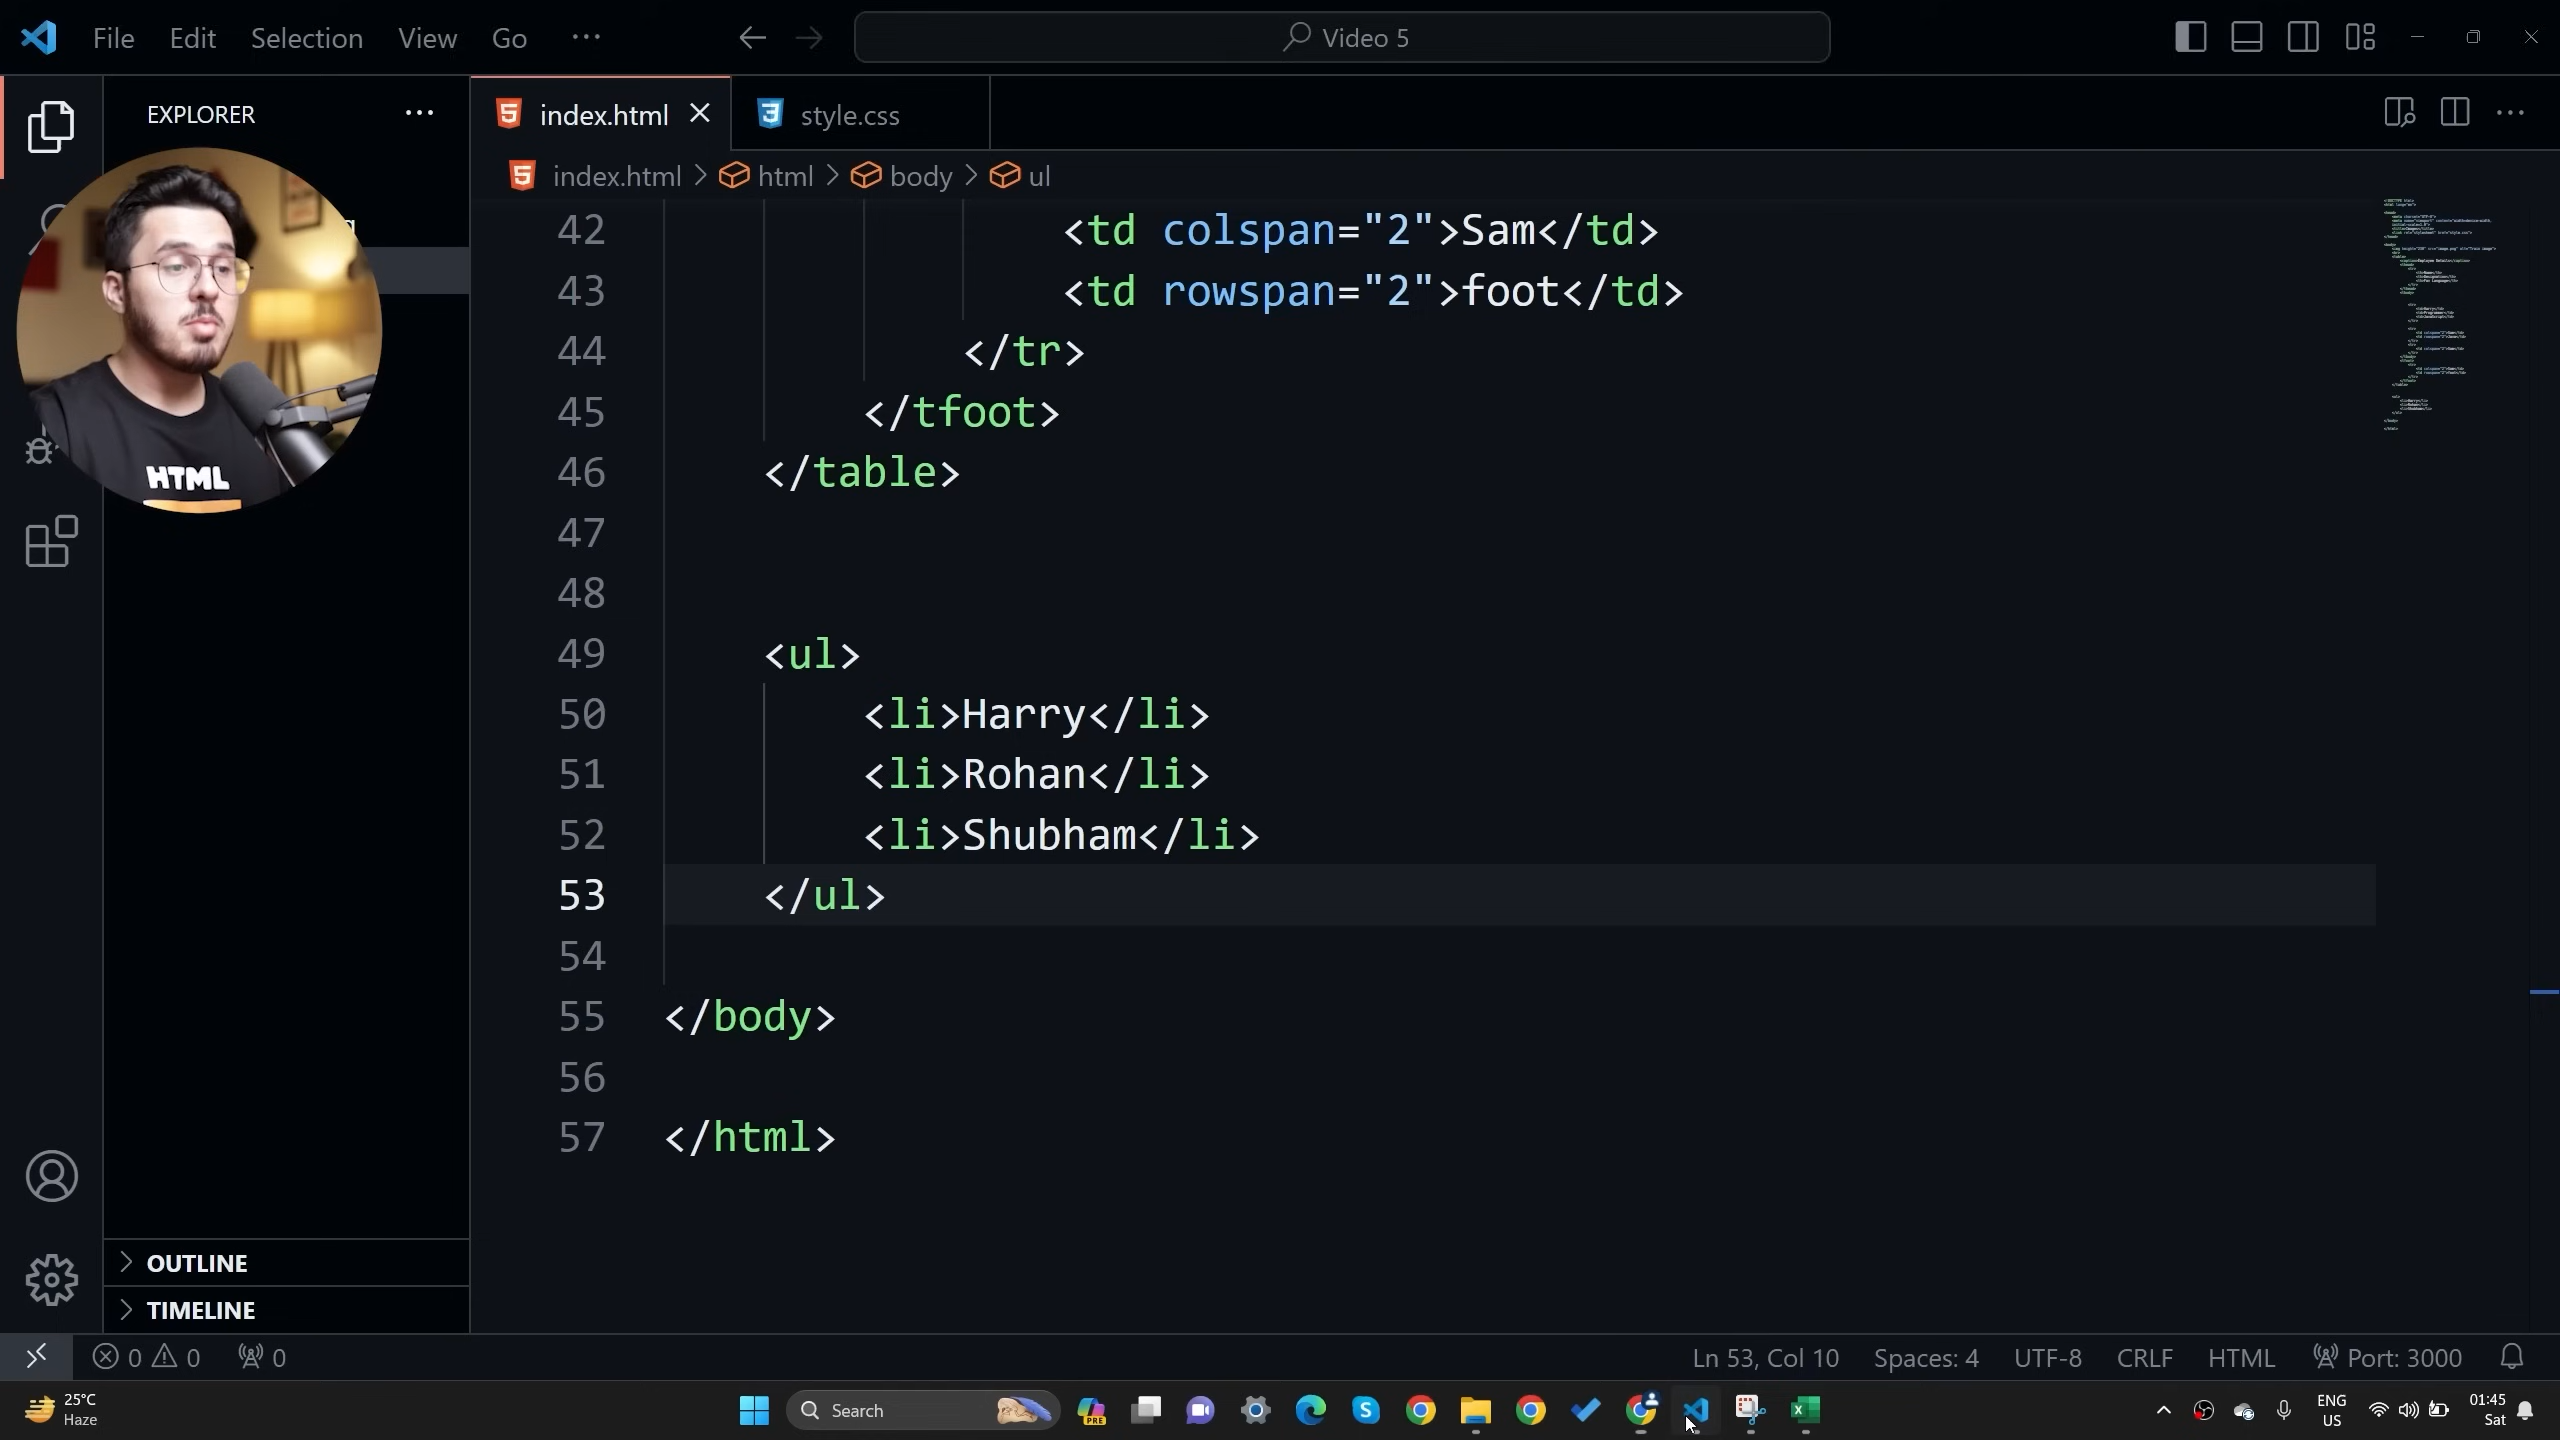 File Edit Selection View Go ··· Video 5
EXPLORER ···
index.html
style.css
index.html > html > body > ul
42 <td colspan="2">Sam</td>
43 <td rowspan="2">foot</td>
44 </tr>
45 </tfoot>
46 </table>
47
48
49 <ul>
50 <li>Harry</li>
51 <li>Rohan</li>
52 <li>Shubham</li>
53 </ul>
54
55 </body>
56
57 </html>
HTML
OUTLINE
TIMELINE
0 0 0 Ln 53, Col 10 Spaces: 4 UTF-8 CRLF HTML Port: 3000
25°C
Haze
Search
PRE
ENG
US
01:45
Sat